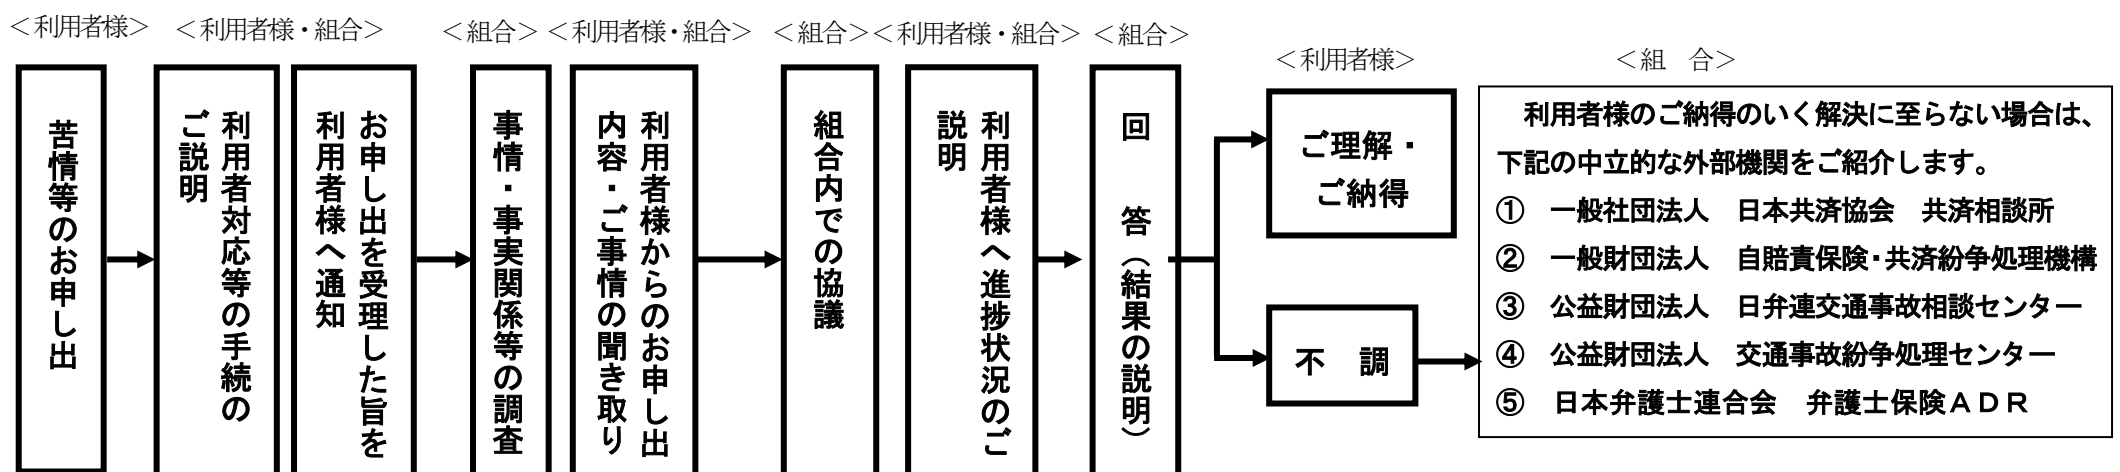 ＜利用者様＞
＜利用者様・組合＞
＜組合＞
＜利用者様・組合＞
＜組合＞
＜利用者様・組合＞
＜組合＞
＜利用者様＞
＜組　合＞
苦情等のお申し出
利用者対応等の手続の
ご説明
お申し出を受理した旨を
利用者様へ通知
事情・事実関係等の調査
利用者様からのお申し出
内容・ご事情の聞き取り
組合内での協議
利用者様へ進捗状況のご
説明
回　答（結果の説明）
ご理解・
ご納得
不　調
利用者様のご納得のいく解決に至らない場合は、
下記の中立的な外部機関をご紹介します。
①　一般社団法人　日本共済協会　共済相談所
②　一般財団法人　自賠責保険・共済紛争処理機構
③　公益財団法人　日弁連交通事故相談センター
④　公益財団法人　交通事故紛争処理センター
⑤　日本弁護士連合会　弁護士保険ＡＤＲ